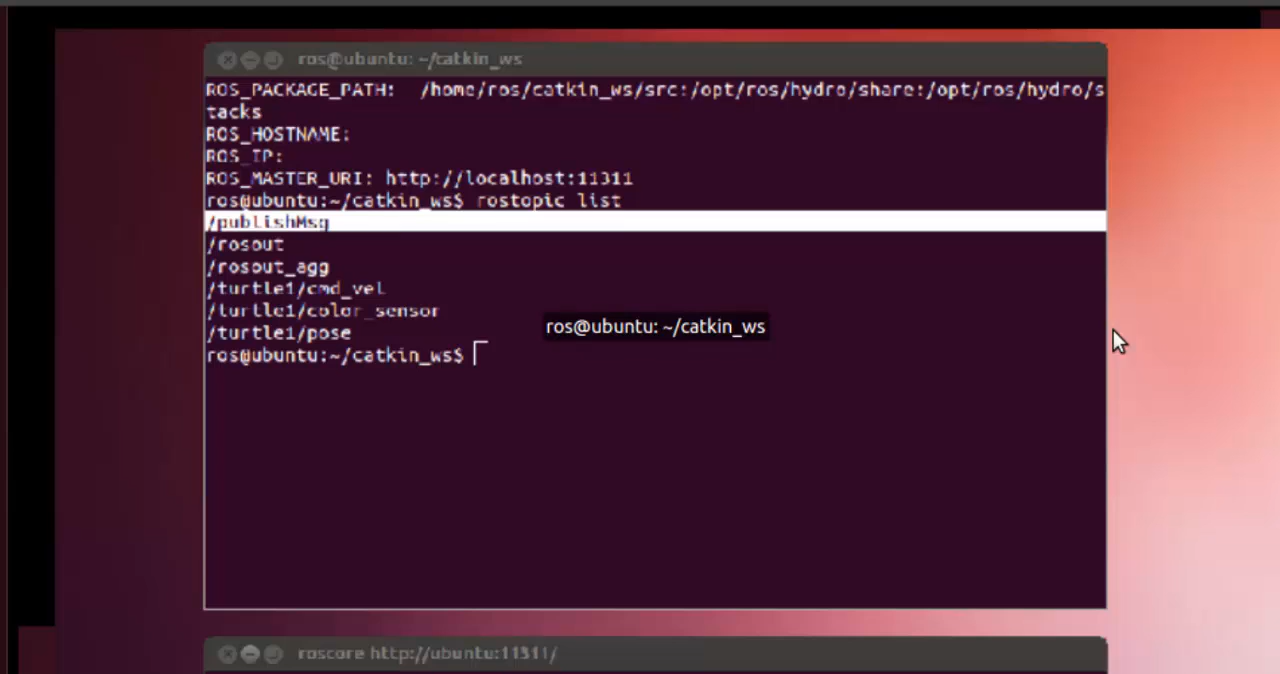 ros@ubuntu: ~/catkin_ws
ROS_PACKAGE_PATH: /home/ros/catkin_ws/src:/opt/ros/hydro/share:/opt/ros/hydro/s
tacks
ROS_HOSTNAME:
ROS_IP:
ROS_MASTER_URI: http://localhost:11311
ros@ubuntu:~/catkin_ws$ rostopic list
/publishMsg
/rosout
/rosout_agg
/turtle1/cmd_vel
/turtle1/color_sensor
ros@ubuntu: ~/catkin_ws
/turtle1/pose
ros@ubuntu:~/catkin_ws$
roscore http://ubuntu:11311/